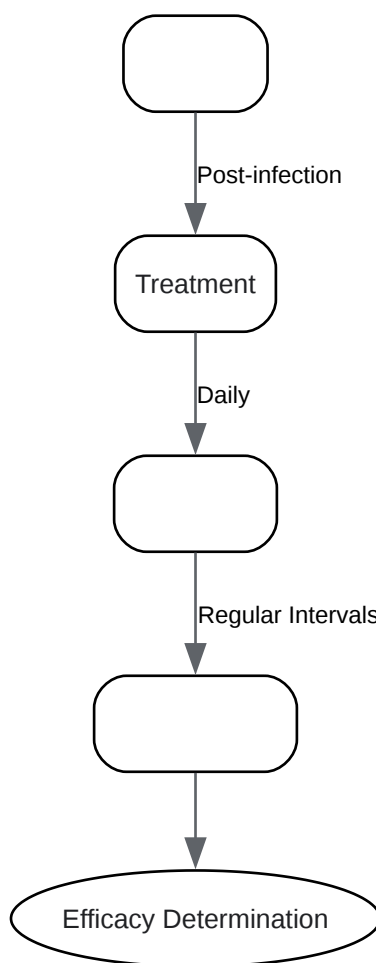 Post-infection
Treatment
Daily
Regular Intervals
Efficacy Determination